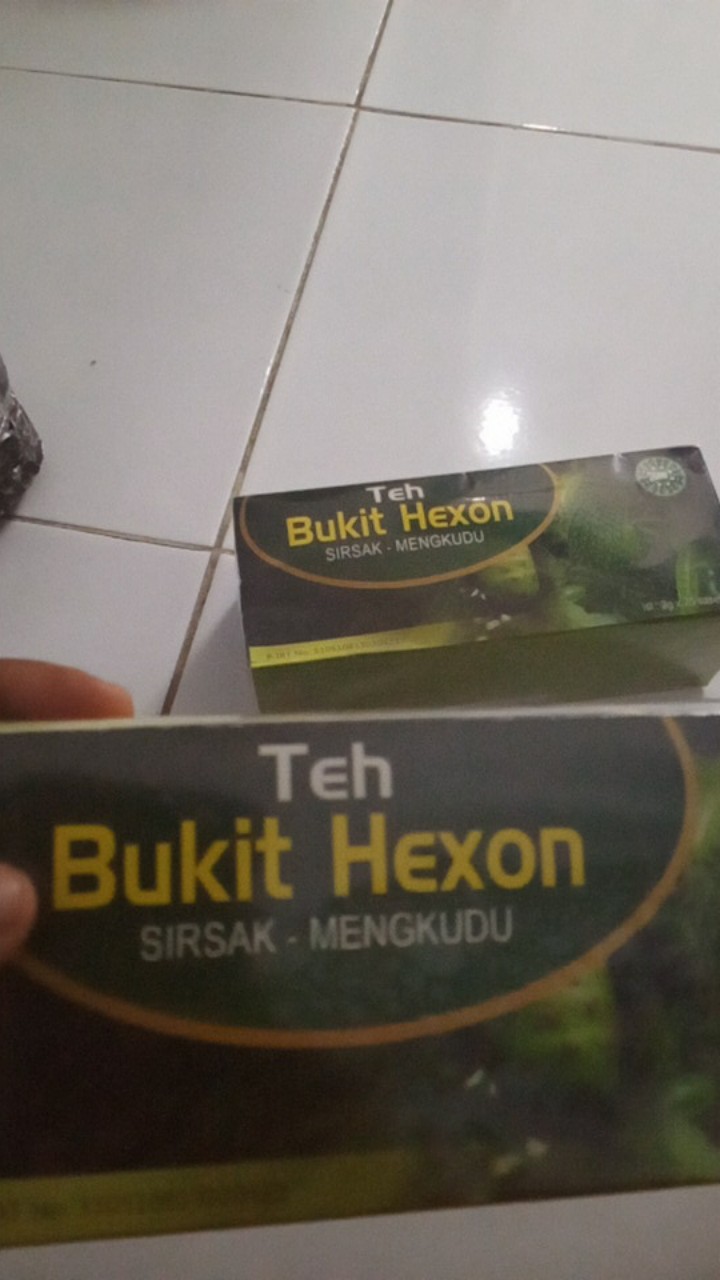 Teh
Bukit Hexon
SIRSAK - MENGKUDU
Teh
Bukit Hexon
SIRSAK - MENGKUDU